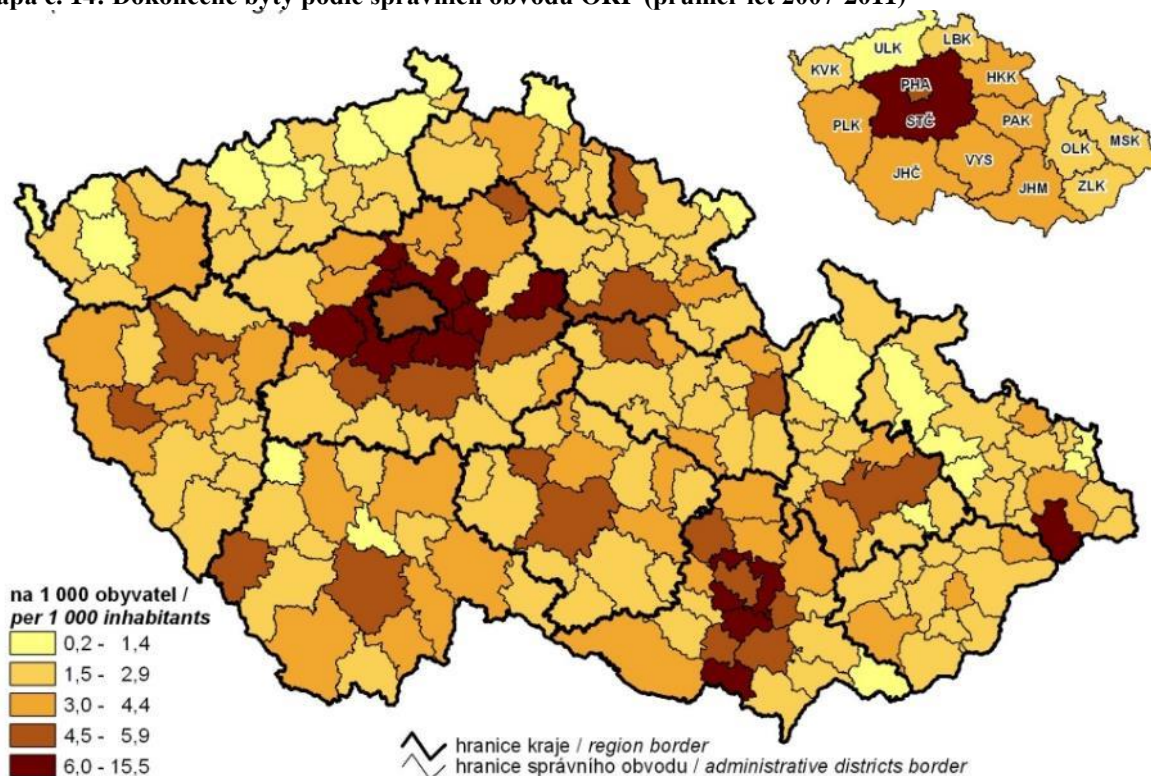 apa č. 14: Dokončené byty podle správních obvodů ORP (průměr let 2007-2011)
ULK
LBK
KVK
HKK
PHA
STČ
PLK
PAK
MSK
OLK
VYS
JHČ
JHM
ZLK
na 1 000 obyvatel /
per 1 000 inhabitants
0,2 - 1,4
1,5 - 2,9
3,0 - 4,4
4,5 - 5,9
6,0 - 15,5
hranice kraje / region border
hranice správního obvodu / administrative districts border